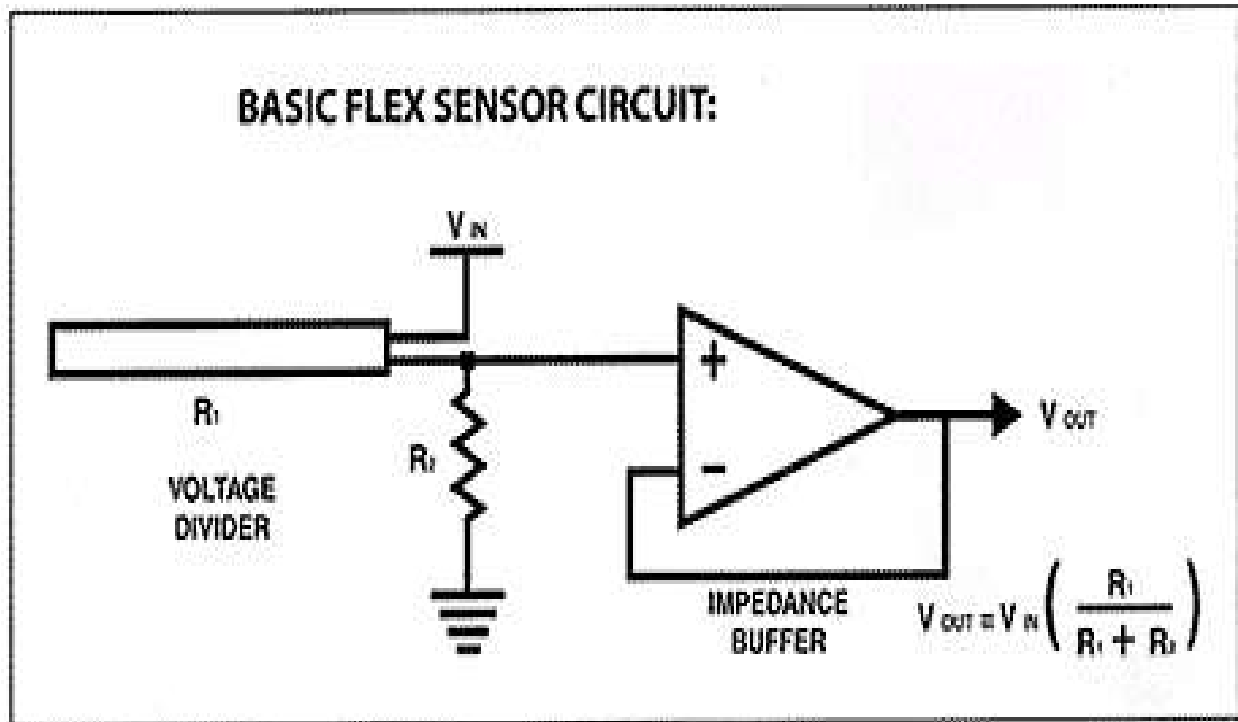 BASIC FLEX SENSOR CIRCUIT:
V IN
R1
VOLTAGE
DIVIDER
R2
+
−
V OUT
IMPEDANCE
BUFFER
V OUT = V IN ( R1 / R1 + R2 )